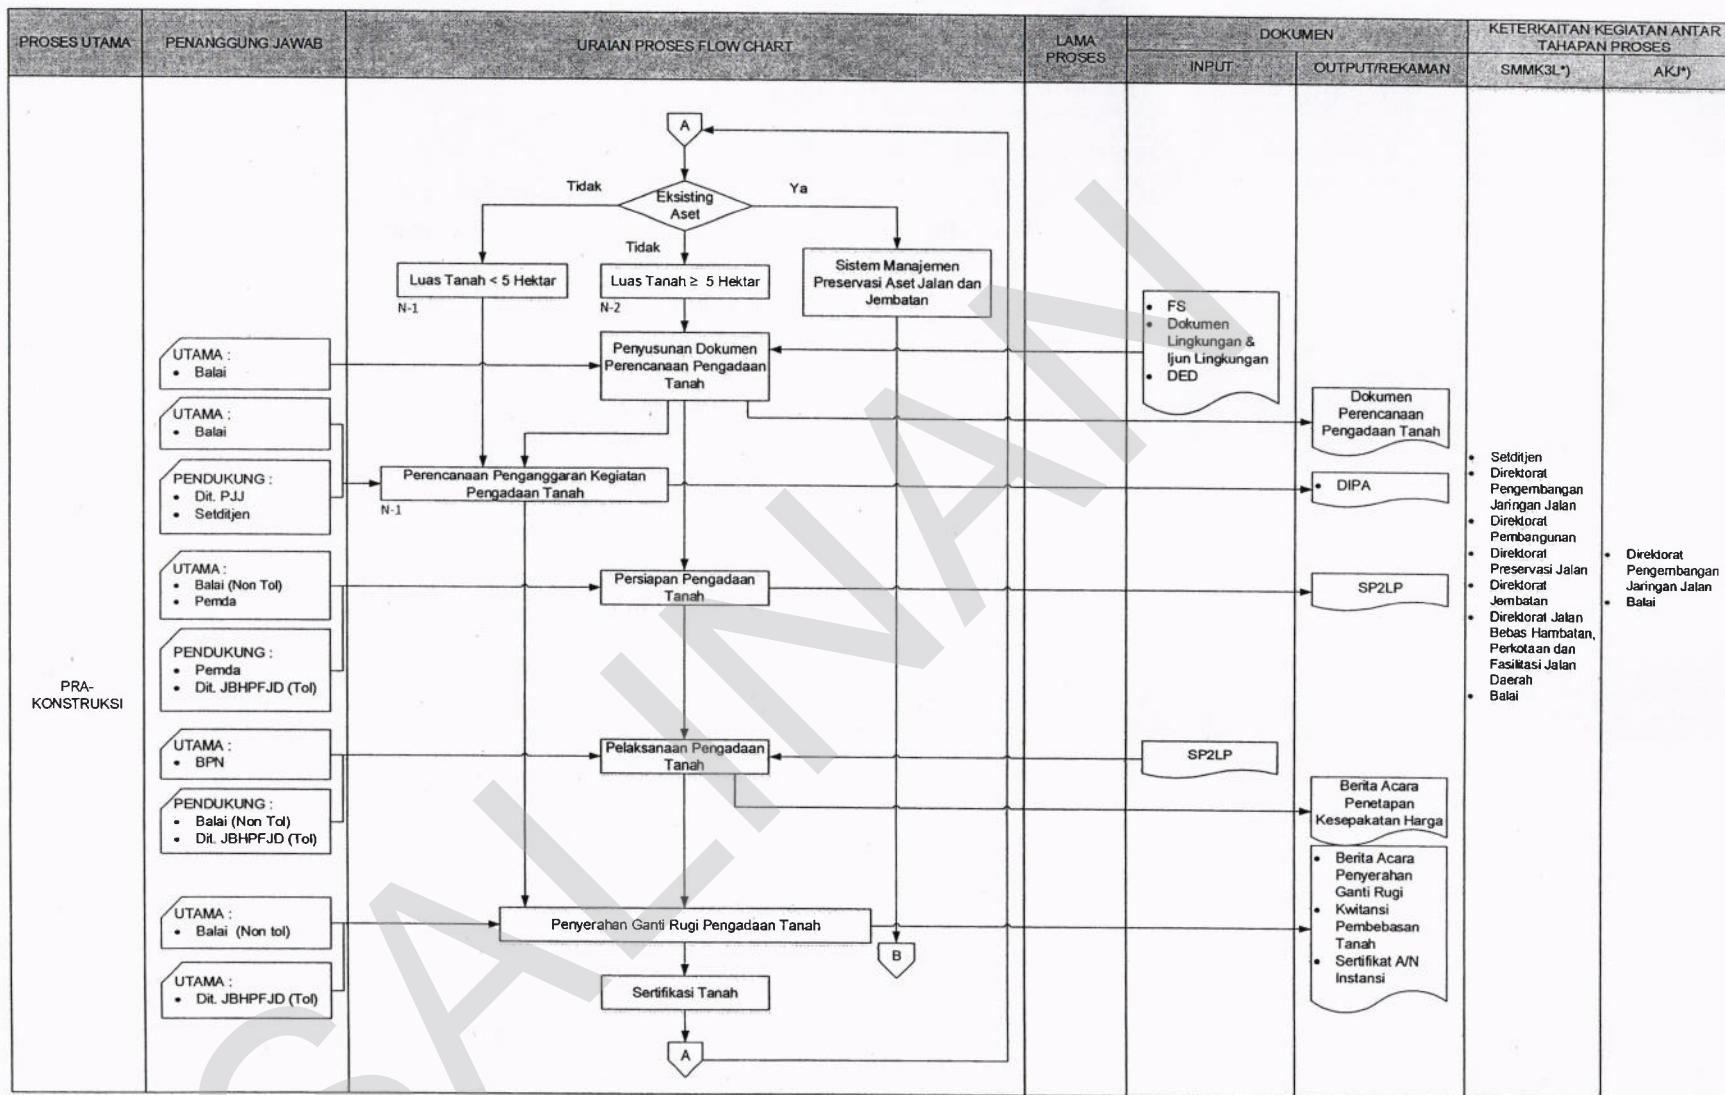 PROSES UTAMA
PENANGGUNG JAWAB
URAIAN PROSES FLOW CHART
LAMA
PROSES
DOKUMEN
INPUT
OUTPUT/REKAMAN
KETERKAITAN KEGIATAN ANTAR
TAHAPAN PROSES
SMMK3L*)
AKJ*)
PRA-
KONSTRUKSI
A
Eksisting
Aset
Tidak
Ya
Tidak
Luas Tanah < 5 Hektar
N-1
Luas Tanah ≥ 5 Hektar
N-2
Sistem Manajemen
Preservasi Aset Jalan dan
Jembatan
• FS
• Dokumen
Lingkungan &
Ijun Lingkungan
• DED
UTAMA :
• Balai
Penyusunan Dokumen
Perencanaan Pengadaan
Tanah
Dokumen
Perencanaan
Pengadaan Tanah
UTAMA :
• Balai
PENDUKUNG :
• Dit. PJJ
• Setditjen
Perencanaan Penganggaran Kegiatan
Pengadaan Tanah
N-1
• DIPA
UTAMA :
• Balai (Non Tol)
• Pemda
PENDUKUNG :
• Pemda
• Dit. JBHPFJD (Tol)
Persiapan Pengadaan
Tanah
SP2LP
• Setditjen
• Direktorat
Pengembangan
Jaringan Jalan
• Direktorat
Pembangunan
• Direktorat
Preservasi Jalan
• Direktorat
Jembatan
• Direktorat Jalan
Bebas Hambatan,
Perkotaan dan
Fasilitasi Jalan
Daerah
• Balai
• Direktorat
Pengembangan
Jaringan Jalan
• Balai
UTAMA :
• BPN
PENDUKUNG :
• Balai (Non Tol)
• Dit. JBHPFJD (Tol)
Pelaksanaan Pengadaan
Tanah
SP2LP
Berita Acara
Penetapan
Kesepakatan Harga
UTAMA :
• Balai (Non tol)
UTAMA :
• Dit. JBHPFJD (Tol)
Penyerahan Ganti Rugi Pengadaan Tanah
B
• Berita Acara
Penyerahan
Ganti Rugi
• Kwitansi
Pembebasan
Tanah
• Sertifikat A/N
Instansi
Sertifikasi Tanah
A
SALINAN